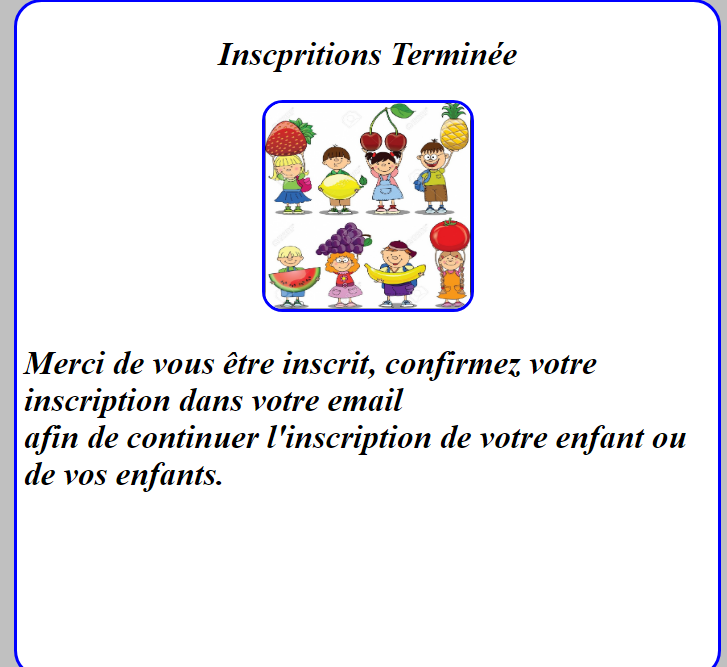 Inscpritions Terminée
Merci de vous être inscrit, confirmez votre
inscription dans votre email
afin de continuer l'inscription de votre enfant ou
de vos enfants.